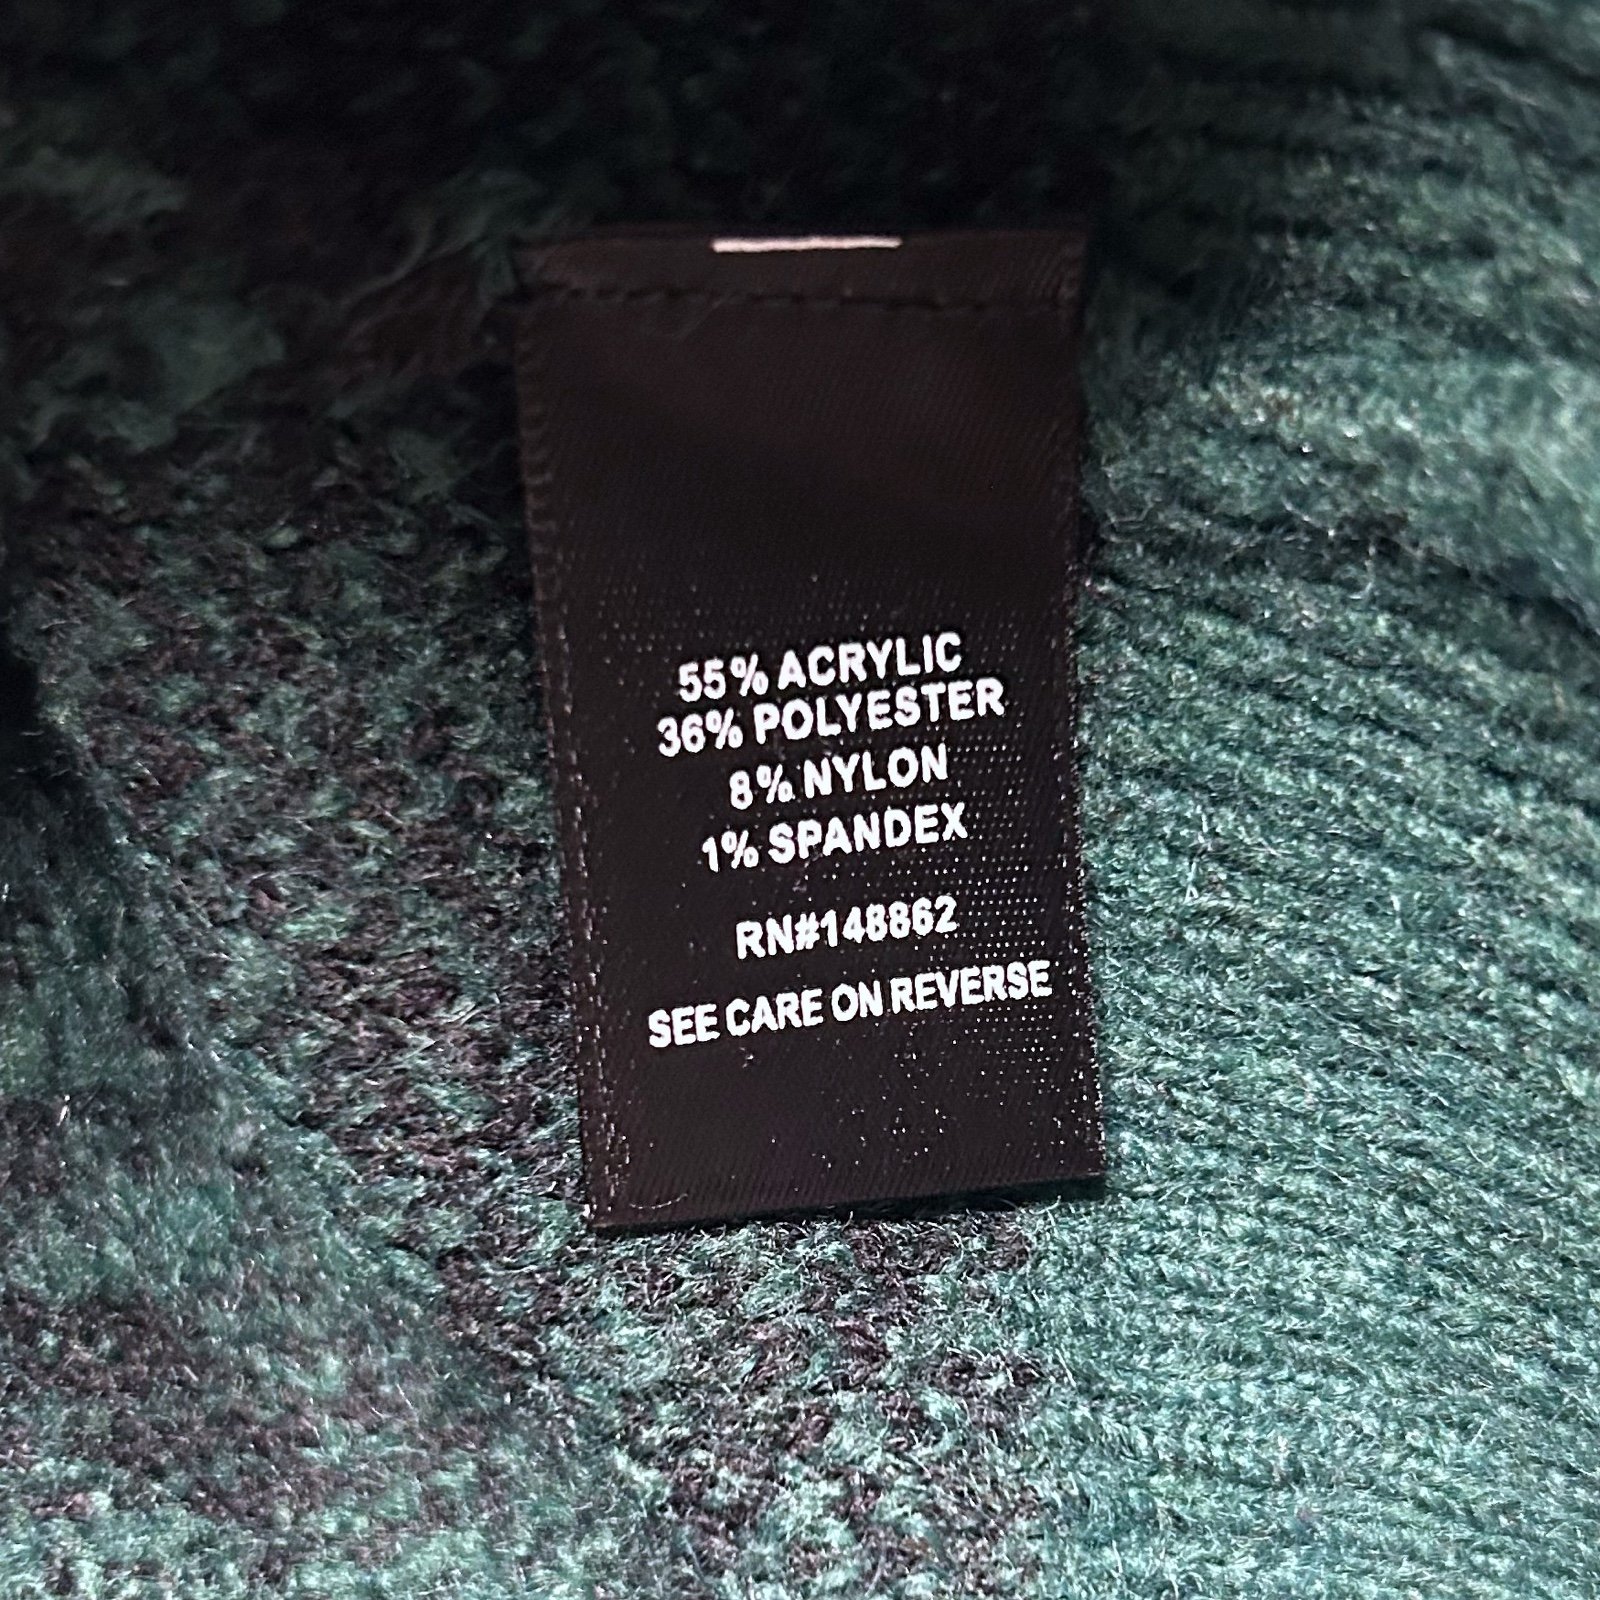 55% ACRYLIC
36% POLYESTER
8% NYLON
1% SPANDEX
RN#148862
SEE CARE ON REVERSE